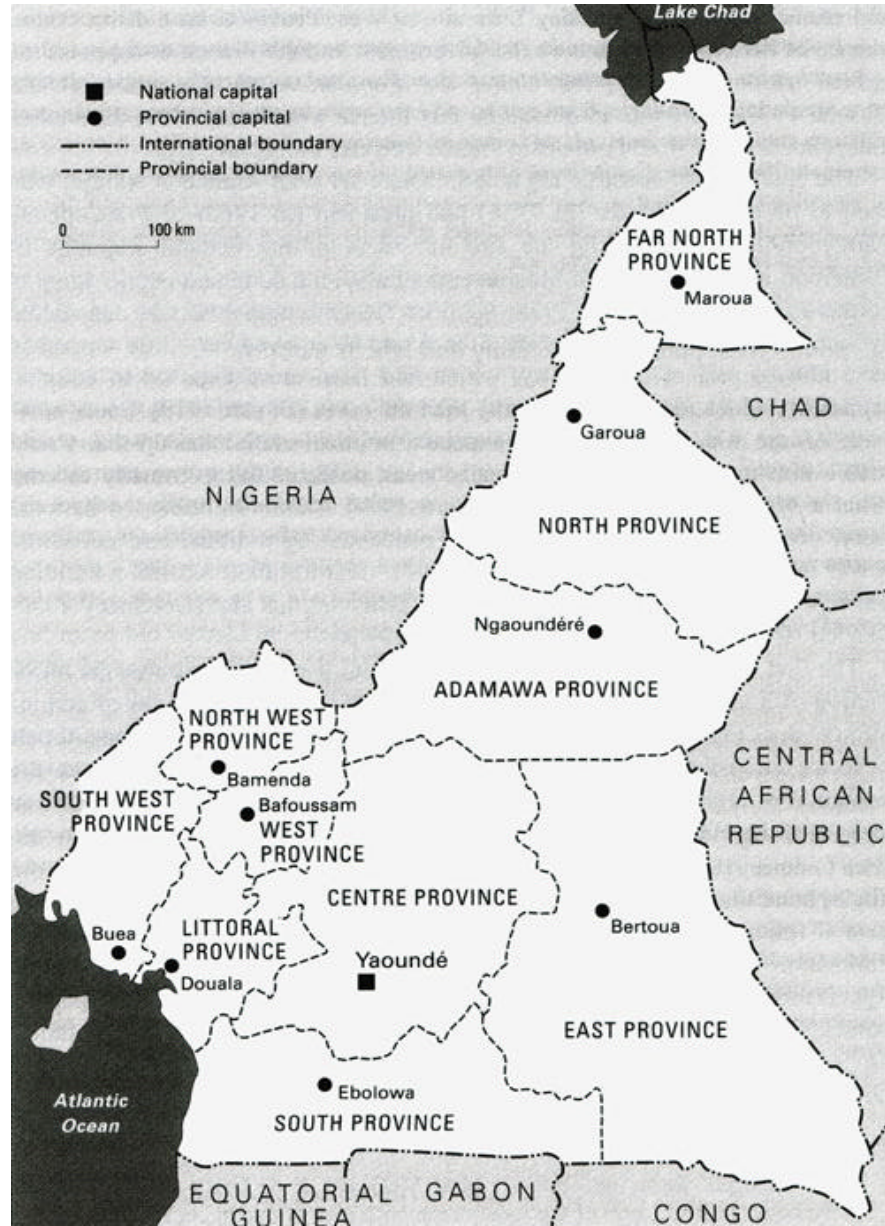 Lake Chad
National capital
Provincial capital
International boundary
Provincial boundary
0 100 km
FAR NORTH
PROVINCE
Maroua
CHAD
Garoua
NIGERIA
NORTH PROVINCE
Ngaoundéré
ADAMAWA PROVINCE
NORTH WEST
PROVINCE
Bamenda
CENTRAL
AFRICAN
REPUBLIC
SOUTH WEST
PROVINCE
Bafoussam
WEST
PROVINCE
CENTRE PROVINCE
Bertoua
LITTORAL
PROVINCE
Buea
Douala
Yaoundé
EAST PROVINCE
Ebolowa
SOUTH PROVINCE
Atlantic
Ocean
EQUATORIAL
GUINEA
GABON
CONGO